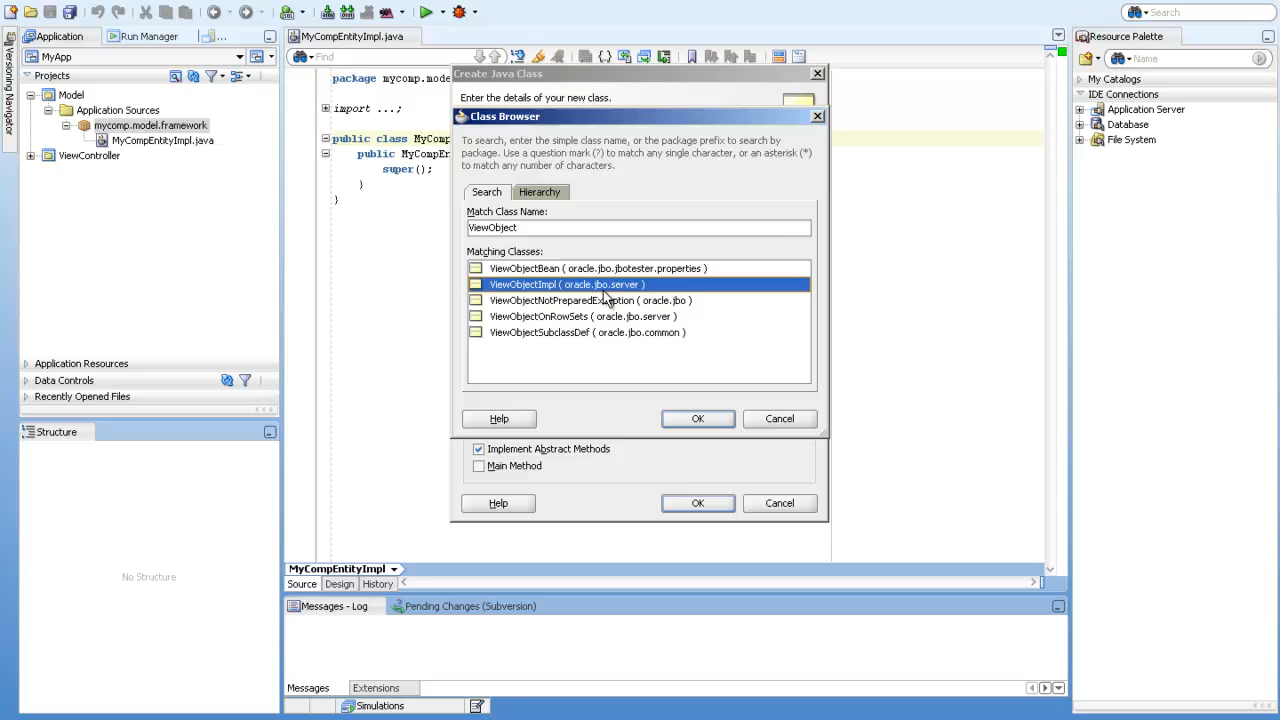 Search
Application
Run Manager
...
MyCompEntityImpl.java
Resource Palette
MyApp
Find
Name
Projects
Create Java Class
package mycomp.mode
My Catalogs
Model
Enter the details of your new class.
IDE Connections
Application Sources
import ...;
Application Server
mycomp.model.framework
Class Browser
Database
MyCompEntityImpl.java
public class MyComp
To search, enter the simple class name, or the package prefix to search by
File System
ViewController
public MyCompEn
package. Use a question mark (?) to match any single character, or an asterisk (*)
super();
to match any number of characters.
}
Search
Hierarchy
}
Match Class Name:
ViewObject
Matching Classes:
ViewObjectBean ( oracle.jbo.jbotester.properties )
ViewObjectImpl ( oracle.jbo.server )
ViewObjectNotPreparedException ( oracle.jbo )
ViewObjectOnRowSets ( oracle.jbo.server )
ViewObjectSubclassDef ( oracle.jbo.common )
Application Resources
Data Controls
Recently Opened Files
Help
OK
Cancel
Structure
Implement Abstract Methods
Main Method
Help
OK
Cancel
No Structure
MyCompEntityImpl
Source
Design
History
Messages - Log
Pending Changes (Subversion)
Messages
Extensions
Simulations
Versioning Navigator